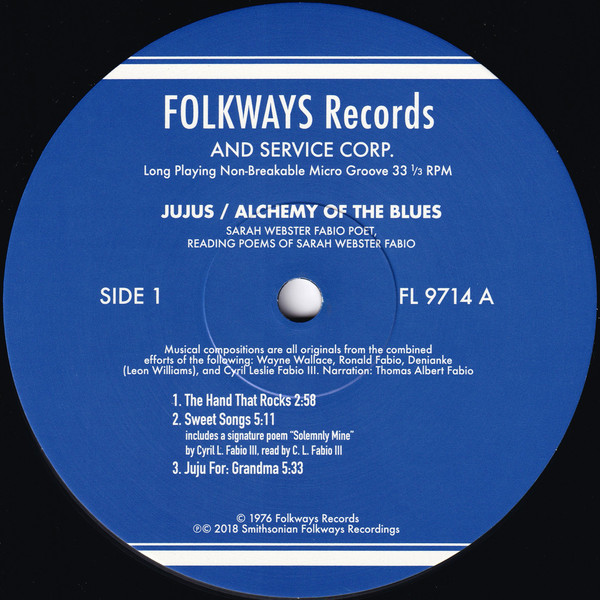 FOLKWAYS Records
AND SERVICE CORP.
Long Playing Non-Breakable Micro Groove 33 1/3 RPM
JUJUS / ALCHEMY OF THE BLUES
SARAH WEBSTER FABIO POET,
READING POEMS OF SARAH WEBSTER FABIO
SIDE 1
FL 9714 A
Musical compositions are all originals from the combined
efforts of the following: Wayne Wallace, Ronald Fabio, Denianke
(Leon Williams), and Cyril Leslie Fabio III. Narration: Thomas Albert Fabio
1. The Hand That Rocks 2:58
2. Sweet Songs 5:11
includes a signature poem "Solemnly Mine"
by Cyril L. Fabio III, read by C. L. Fabio III
3. Juju For: Grandma 5:33
© 1976 Folkways Records
℗© 2018 Smithsonian Folkways Recordings